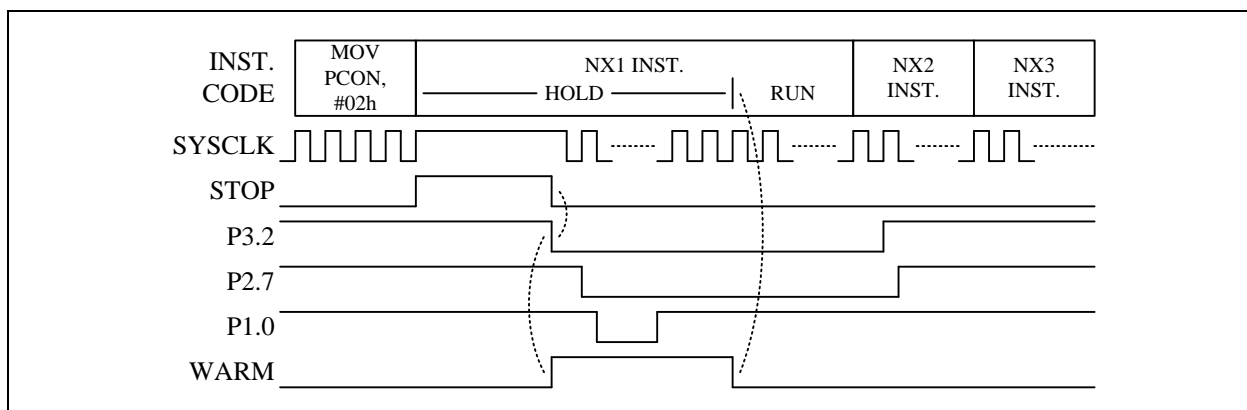 INST.
CODE
MOV
PCON,
#02h
NX1 INST.
HOLD
RUN
NX2
INST.
NX3
INST.
SYSCLK
STOP
P3.2
P2.7
P1.0
WARM